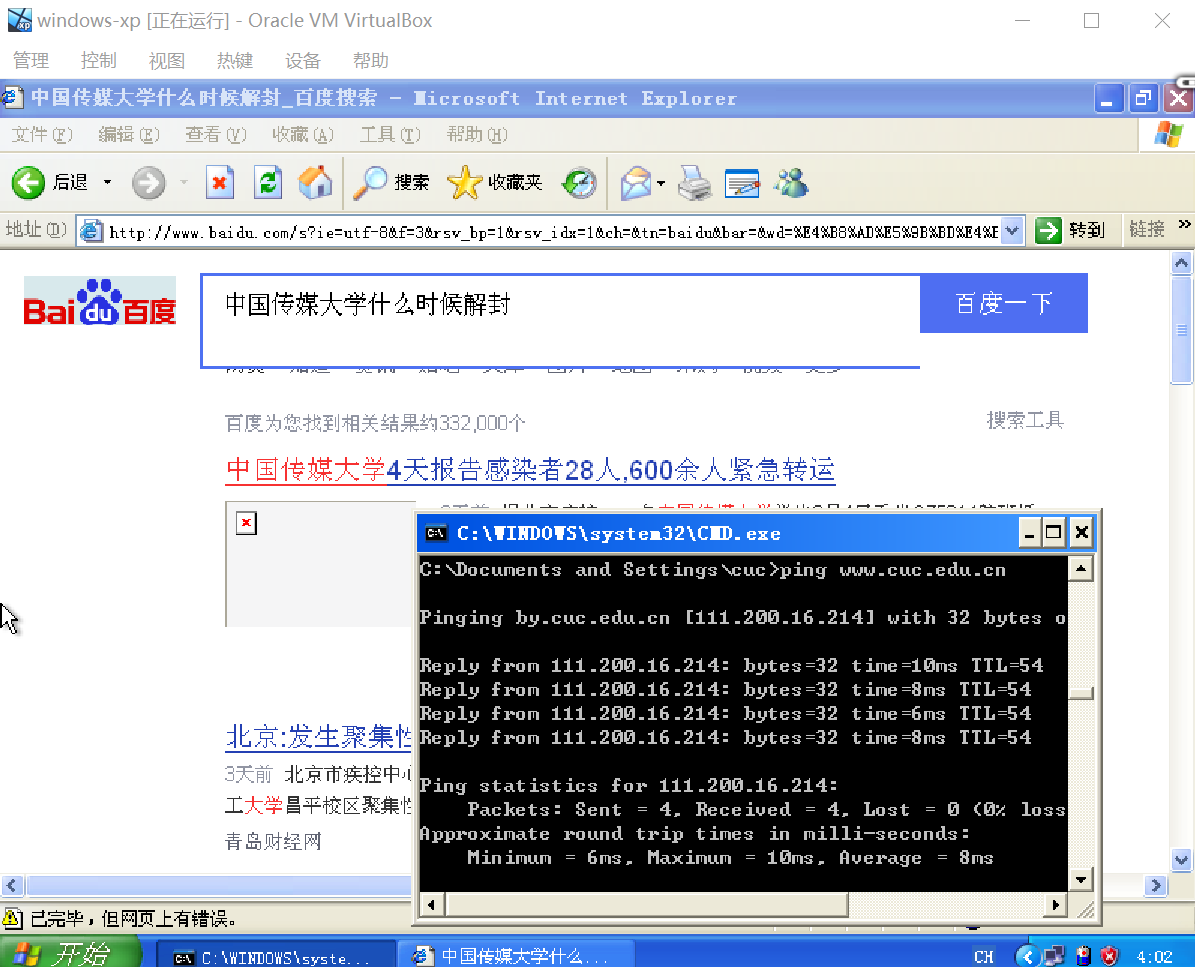 windows-xp [正在运行] - Oracle VM VirtualBox
管理 控制 视图 热键 设备 帮助
中国传媒大学什么时候解封_百度搜索 - Microsoft Internet Explorer
文件(F) 编辑(E) 查看(V) 收藏(A) 工具(T) 帮助(H)
后退 搜索 收藏夹
地址(D) http://www.baidu.com/s?ie=utf-8&f=3&rsv_bp=1&rsv_idx=1&ch=&tn=baidu&bar=&wd=%E4%B8%AD%E5%9B%BD%E4%E 转到 链接 »
Bai du 百度 中国传媒大学什么时候解封 百度一下
百度为您找到相关结果约332,000个 搜索工具
中国传媒大学4天报告感染者28人,600余人紧急转运
C:\WINDOWS\system32\CMD.exe
C:\Documents and Settings\cuc>ping www.cuc.edu.cn
Pinging by.cuc.edu.cn [111.200.16.214] with 32 bytes o
Reply from 111.200.16.214: bytes=32 time=10ms TTL=54
Reply from 111.200.16.214: bytes=32 time=8ms TTL=54
Reply from 111.200.16.214: bytes=32 time=6ms TTL=54
Reply from 111.200.16.214: bytes=32 time=8ms TTL=54
Ping statistics for 111.200.16.214:
Packets: Sent = 4, Received = 4, Lost = 0 (0% loss
Approximate round trip times in milli-seconds:
Minimum = 6ms, Maximum = 10ms, Average = 8ms
北京:发生聚集性
3天前 北京市疾控中心
工大学昌平校区聚集性
青岛财经网
已完毕，但网页上有错误。
开始 C:\WINDOWS\syste... 中国传媒大学什么... CH 4:02